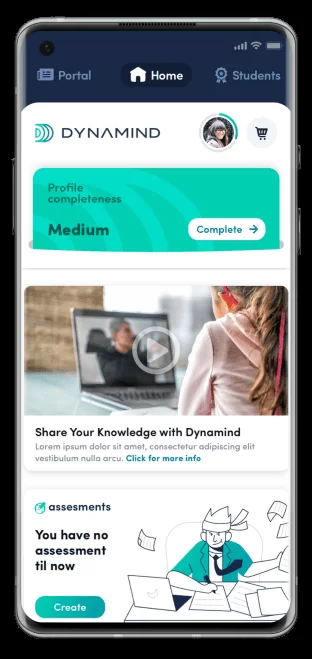 Portal
Home
Students
DYNAMIND
Profile
completeness
Medium
Complete
Share Your Knowledge with Dynamind
Lorem ipsum dolor sit amet, consectetur adipiscing elit
vestibulum nulla arcu. Click for more info
assesments
You have no
assessment
til now
Create